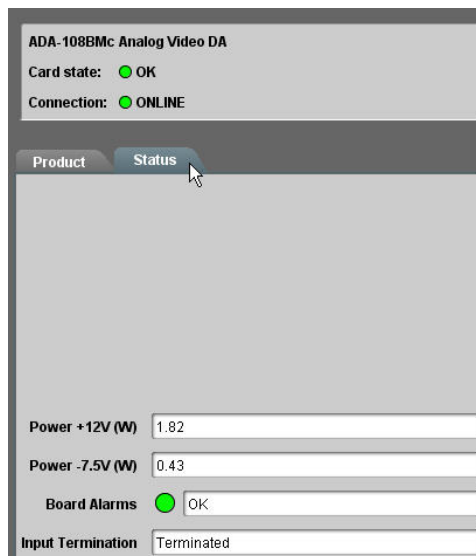 ADA-108BMc Analog Video DA
Card state: OK
Connection: ONLINE
Product Status
Power +12V (W) 1.82
Power -7.5V (W) 0.43
Board Alarms OK
Input Termination Terminated